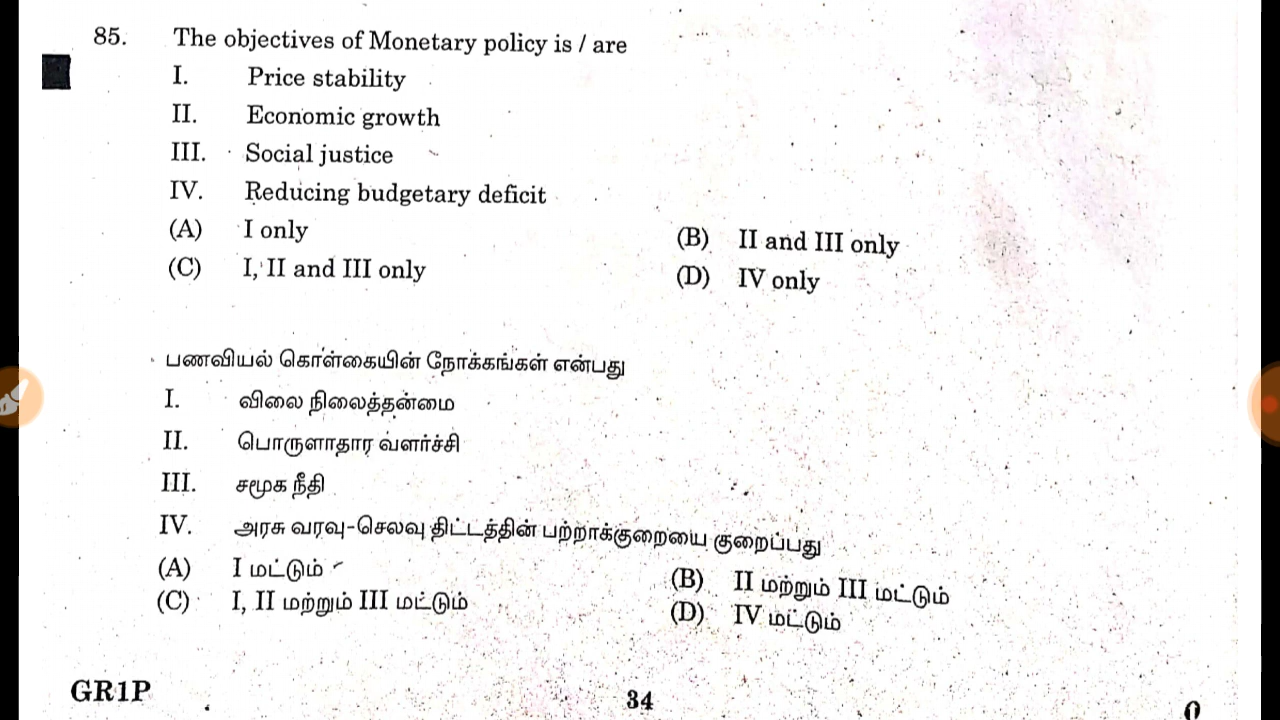 85. The objectives of Monetary policy is / are
I. Price stability
II. Economic growth
III. Social justice
IV. Reducing budgetary deficit
(A) I only (B) II and III only
(C) I, II and III only (D) IV only
பணவியல் கொள்கையின் நோக்கங்கள் என்பது
I. விலை நிலைத்தன்மை
II. பொருளாதார வளர்ச்சி
III. சமூக நீதி
IV. அரசு வரவு-செலவு திட்டத்தின் பற்றாக்குறையை குறைப்பது
(A) I மட்டும் (B) II மற்றும் III மட்டும்
(C) I, II மற்றும் III மட்டும் (D) IV மட்டும்
GR1P 34